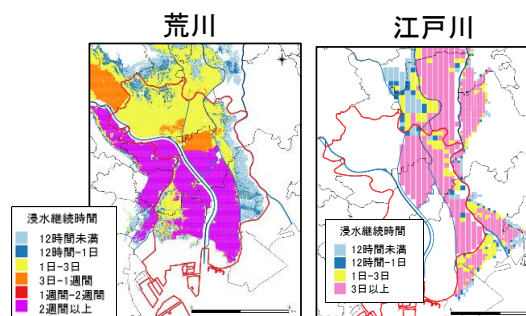 荒川
江戸川
浸水継続時間
12時間未満
12時間-1日
1日-3日
3日-1週間
1週間-2週間
2週間以上
浸水継続時間
12時間未満
12時間-1日
1日-3日
3日以上